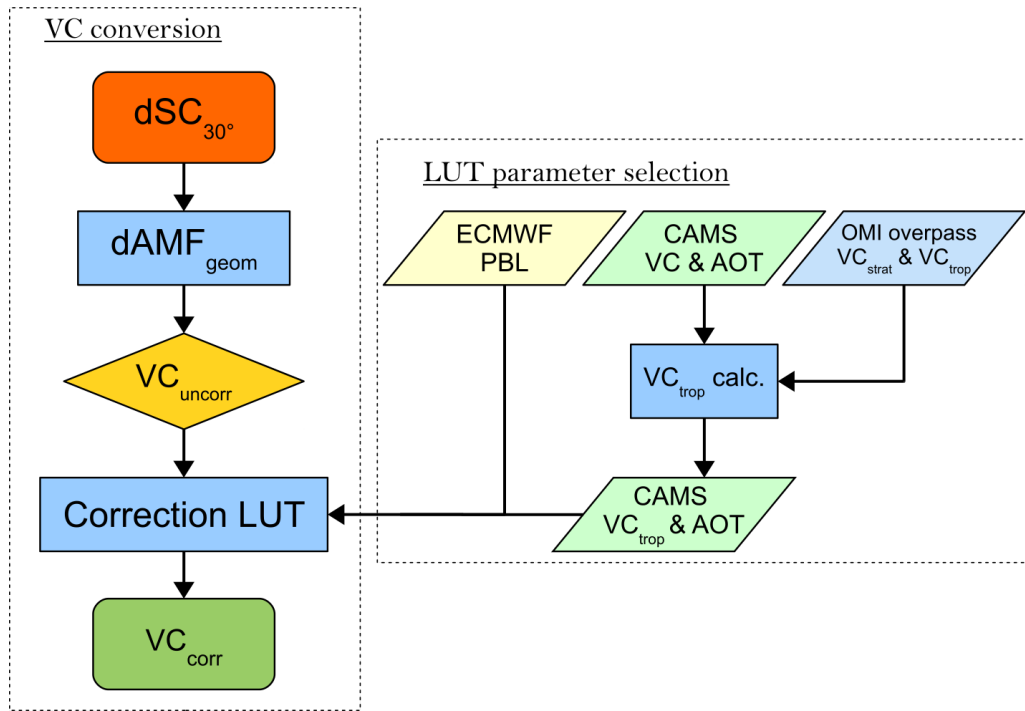 VC conversion
dSC30°
dAMFgeom
VCuncorr
Correction LUT
VCcorr
LUT parameter selection
ECMWF
PBL
CAMS
VC & AOT
OMI overpass
VCstrat & VCtrop
VCtrop calc.
CAMS
VCtrop & AOT